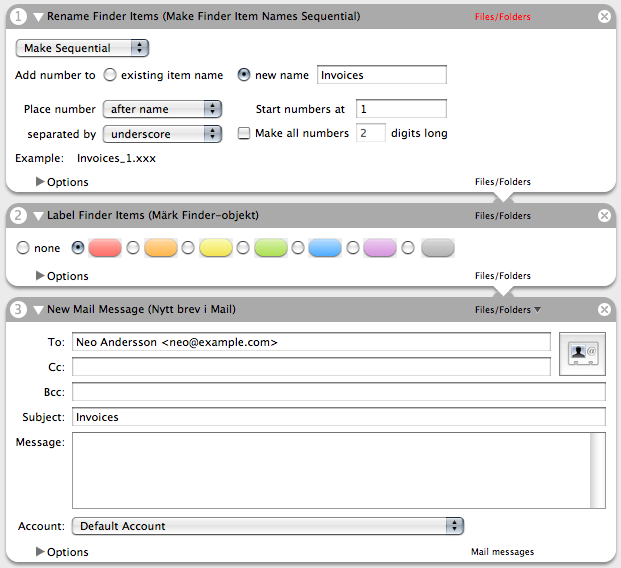 1 Rename Finder Items (Make Finder Item Names Sequential) Files/Folders
Make Sequential
Add number to existing item name new name Invoices
Place number after name Start numbers at 1
separated by underscore Make all numbers 2 digits long
Example: Invoices_1.xxx
Options Files/Folders
2 Label Finder Items (Märk Finder-objekt) Files/Folders
none
Options Files/Folders
3 New Mail Message (Nytt brev i Mail) Files/Folders
To: Neo Andersson <neo@example.com>
Cc:
Bcc:
Subject: Invoices
Message:
Account: Default Account
Options Mail messages